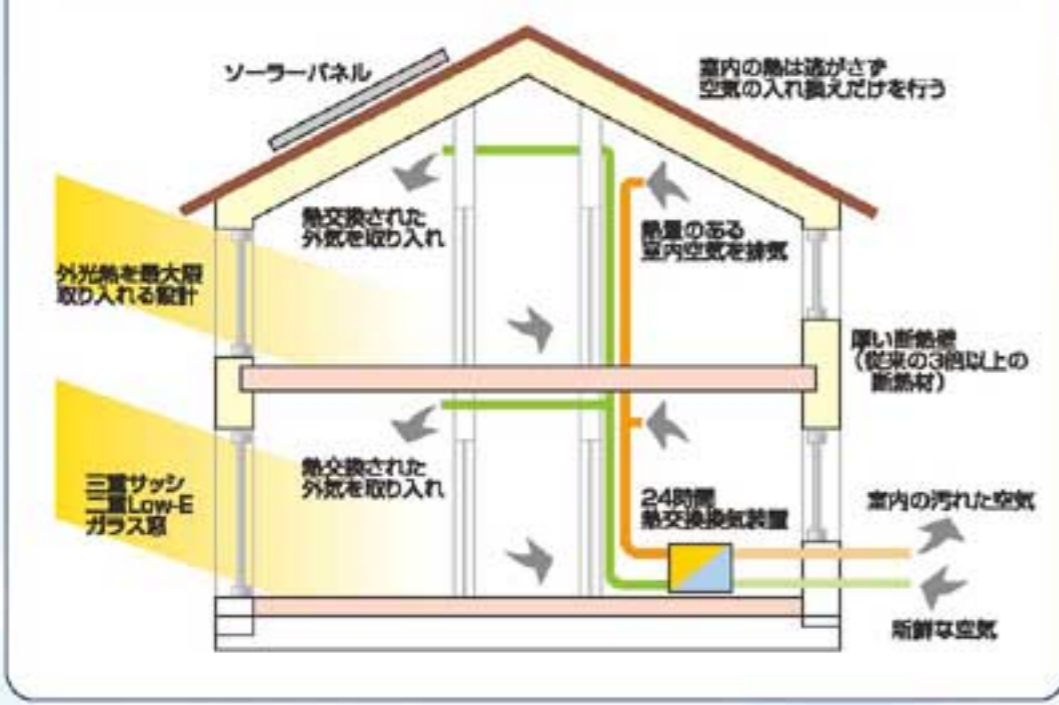 ソーラーパネル
室内の熱は逃がさず
空気の入れ換えだけを行う
熱交換された
外気を取り入れ
熱量のある
室内空気を排気
外光熱を最大限
取り入れる設計
厚い断熱壁
（従来の3倍以上の
断熱材）
熱交換された
外気を取り入れ
三重サッシ
二重Low-E
ガラス窓
24時間
熱交換換気装置
室内の汚れた空気
新鮮な空気